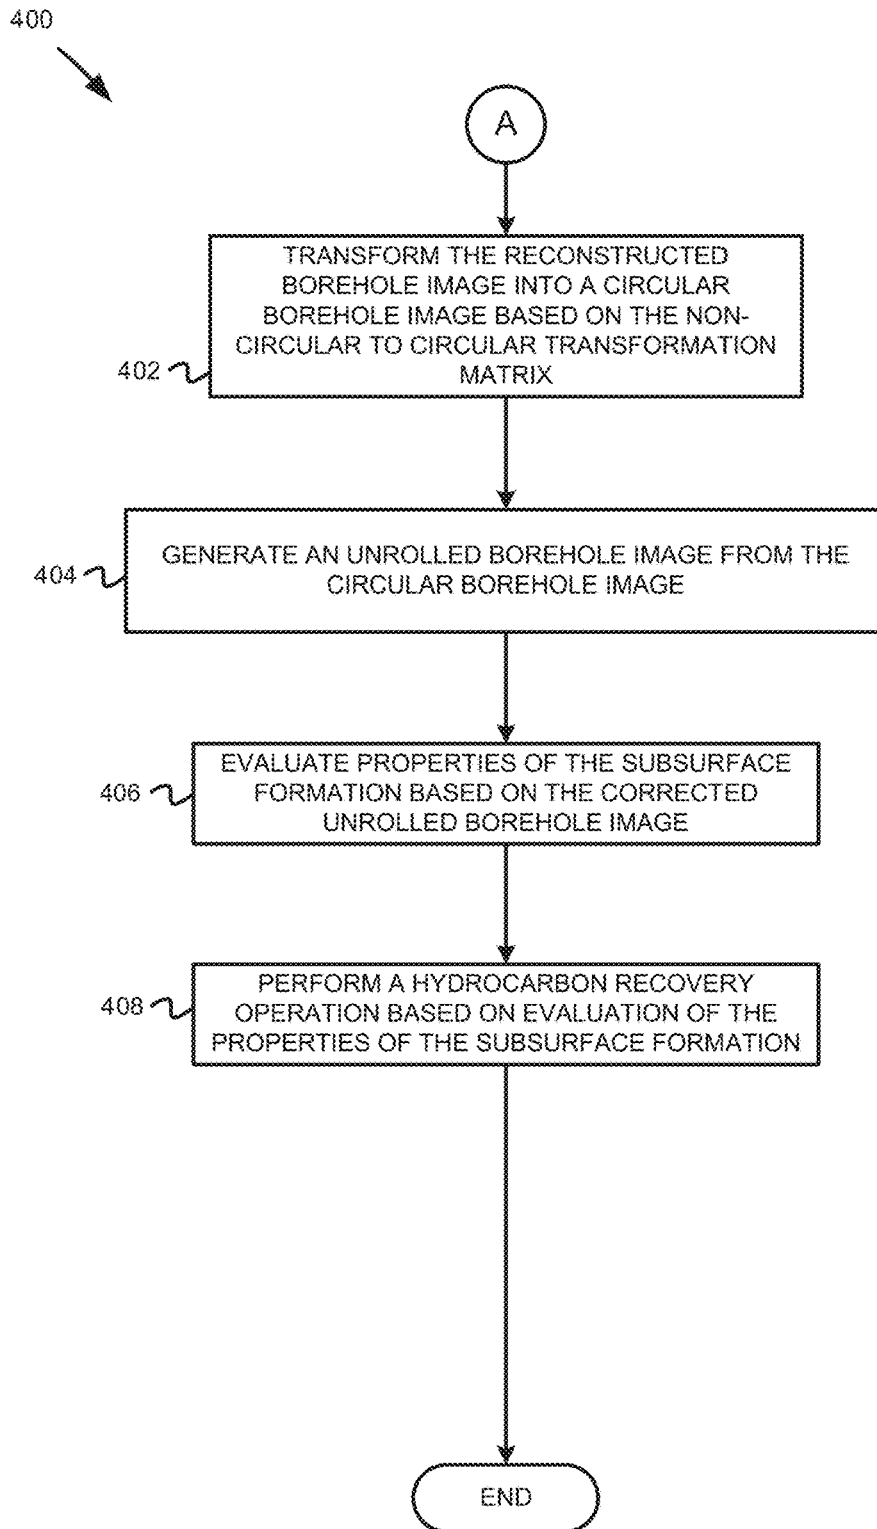 400
A
TRANSFORM THE RECONSTRUCTED
BOREHOLE IMAGE INTO A CIRCULAR
BOREHOLE IMAGE BASED ON THE NON-
CIRCULAR TO CIRCULAR TRANSFORMATION
MATRIX
402
GENERATE AN UNROLLED BOREHOLE IMAGE FROM THE
CIRCULAR BOREHOLE IMAGE
404
EVALUATE PROPERTIES OF THE SUBSURFACE
FORMATION BASED ON THE CORRECTED
UNROLLED BOREHOLE IMAGE
406
PERFORM A HYDROCARBON RECOVERY
OPERATION BASED ON EVALUATION OF THE
PROPERTIES OF THE SUBSURFACE FORMATION
408
END